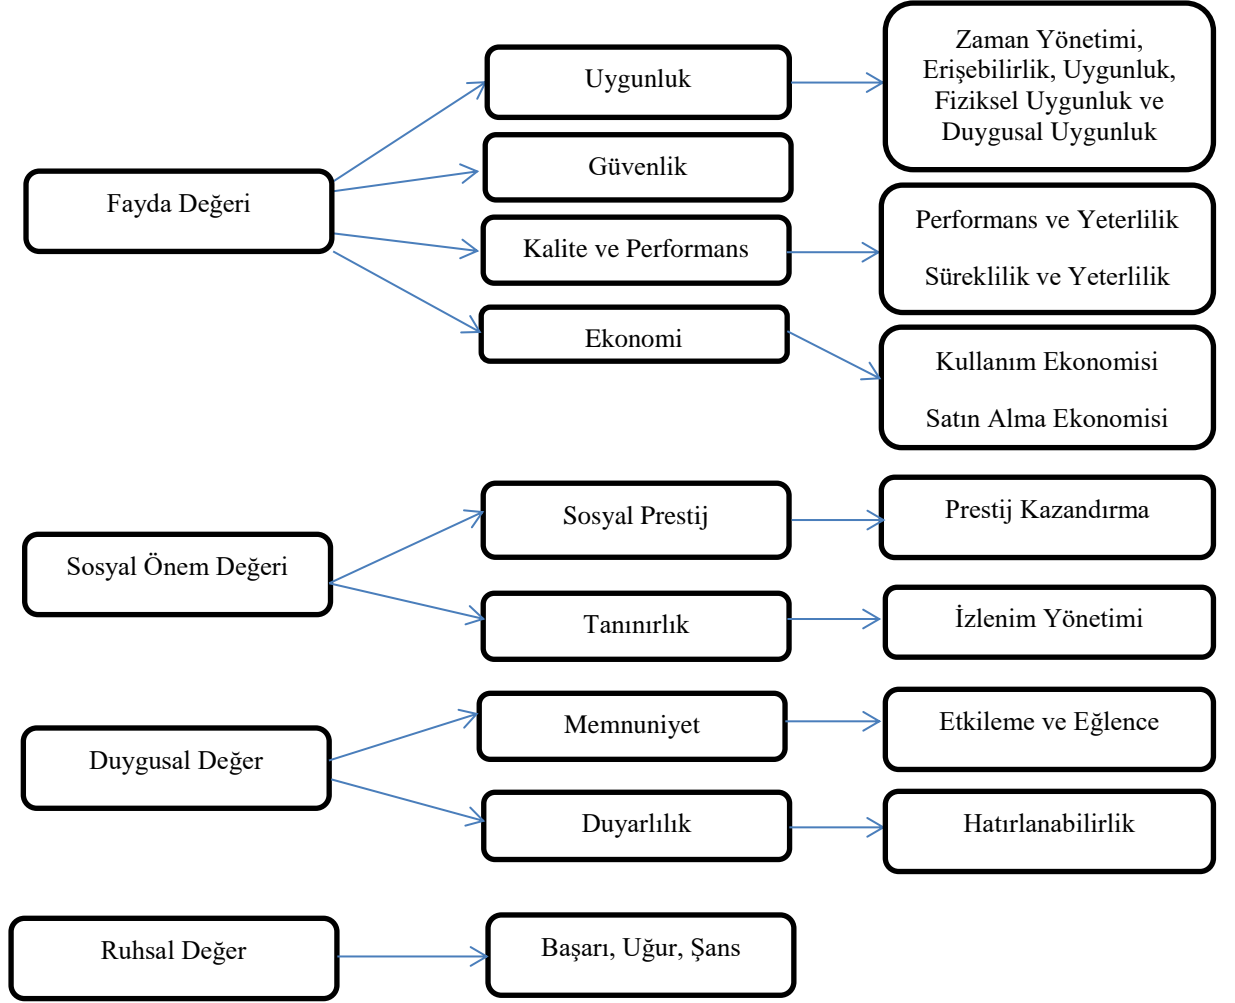 Fayda Değeri
Uygunluk
Zaman Yönetimi,
Erişebilirlik, Uygunluk,
Fiziksel Uygunluk ve
Duygusal Uygunluk
Güvenlik
Kalite ve Performans
Performans ve Yeterlilik
Süreklilik ve Yeterlilik
Ekonomi
Kullanım Ekonomisi
Satın Alma Ekonomisi
Sosyal Önem Değeri
Sosyal Prestij
Prestij Kazandırma
Tanınırlık
İzlenim Yönetimi
Duygusal Değer
Memnuniyet
Etkileme ve Eğlence
Duyarlılık
Hatırlanabilirlik
Ruhsal Değer
Başarı, Uğur, Şans